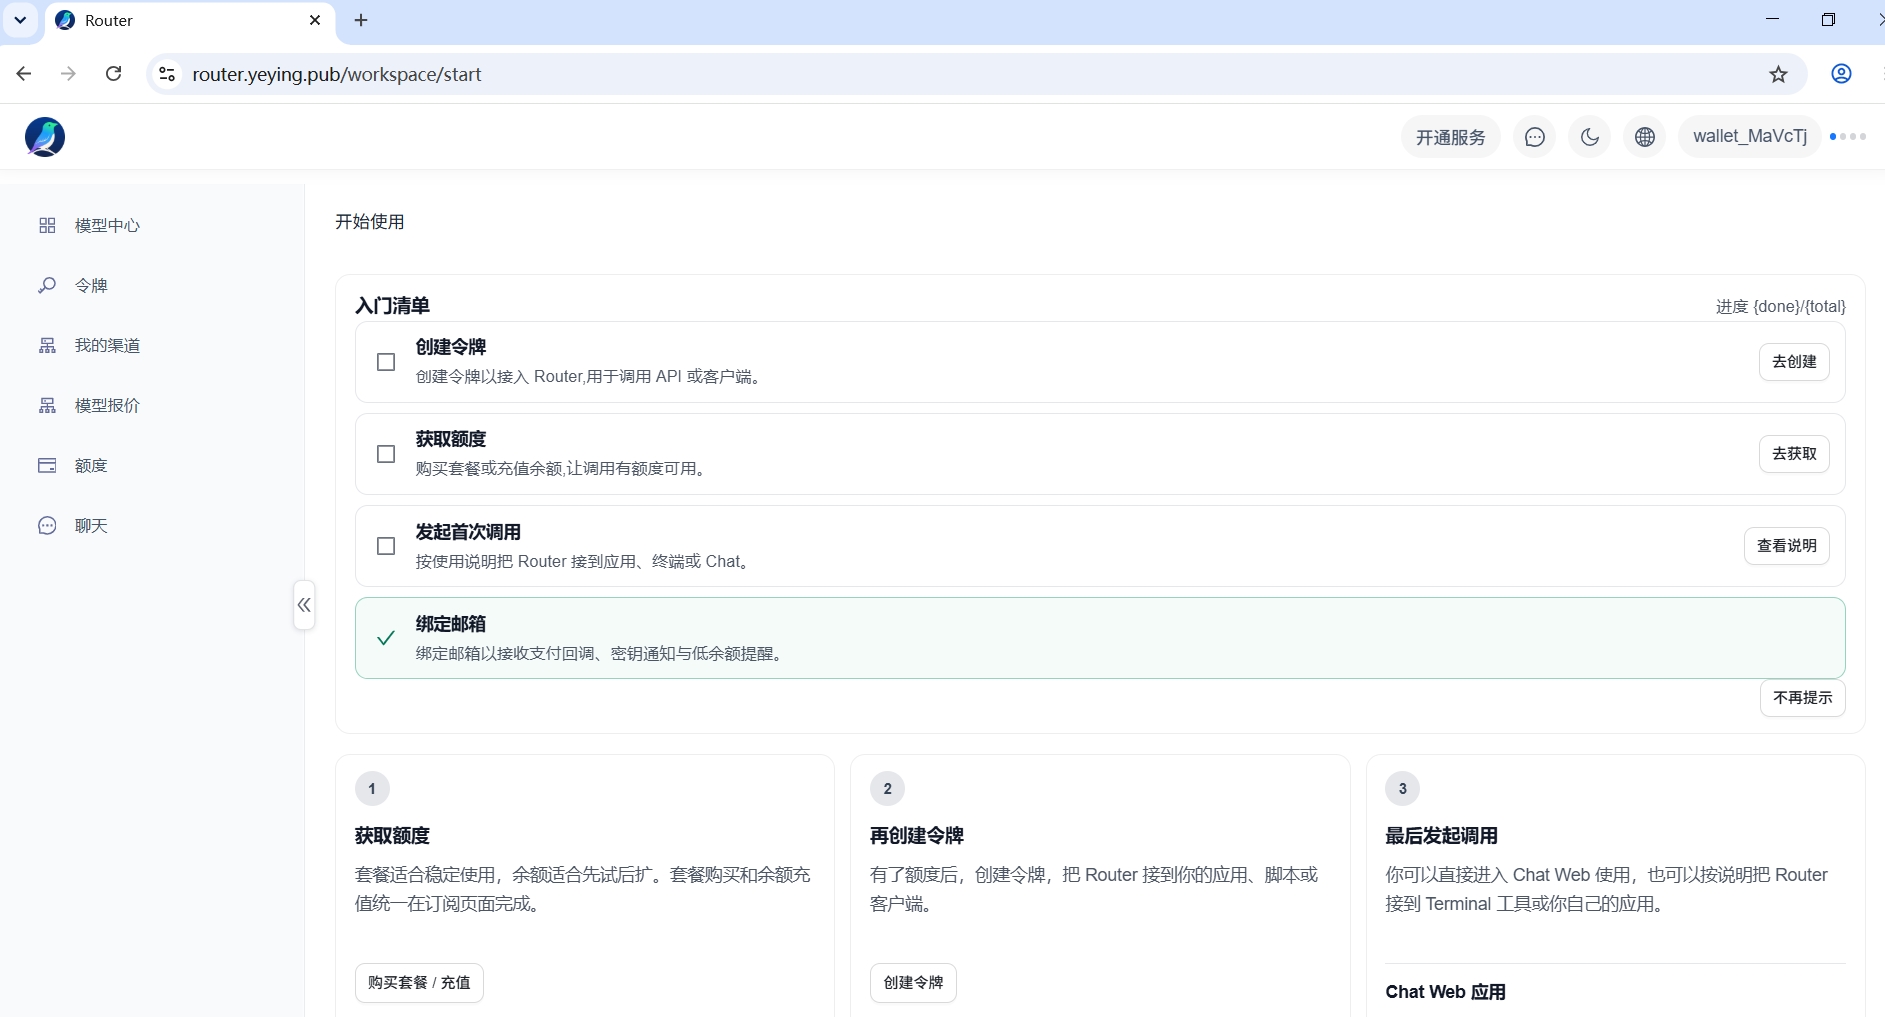 Router
router.yeying.pub/workspace/start
开通服务
wallet_MaVcTj
模型中心
令牌
我的渠道
模型报价
额度
聊天
开始使用
入门清单
进度 {done}/{total}
创建令牌
创建令牌以接入 Router,用于调用 API 或客户端。
去创建
获取额度
购买套餐或充值余额,让调用有额度可用。
去获取
发起首次调用
按使用说明把 Router 接到应用、终端或 Chat。
查看说明
绑定邮箱
绑定邮箱以接收支付回调、密钥通知与低余额提醒。
不再提示
1
获取额度
套餐适合稳定使用，余额适合先试后扩。套餐购买和余额充
值统一在订阅页面完成。
购买套餐 / 充值
2
再创建令牌
有了额度后，创建令牌，把 Router 接到你的应用、脚本或
客户端。
创建令牌
3
最后发起调用
你可以直接进入 Chat Web 使用，也可以按说明把 Router
接到 Terminal 工具或你自己的应用。
Chat Web 应用